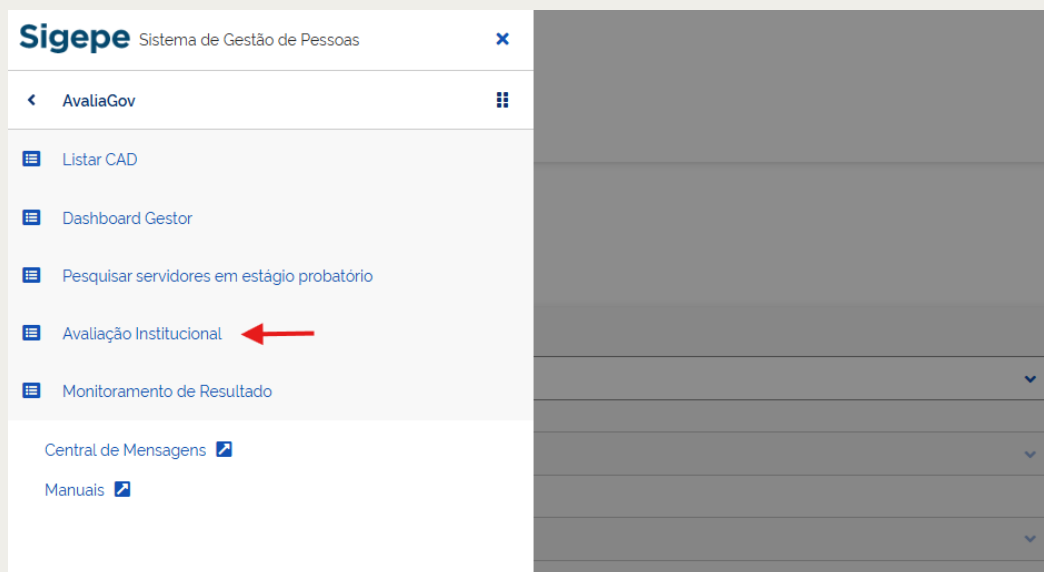 Sigepe Sistema de Gestão de Pessoas
AvaliaGov
Listar CAD
Dashboard Gestor
Pesquisar servidores em estágio probatório
Avaliação Institucional
Monitoramento de Resultado
Central de Mensagens
Manuais